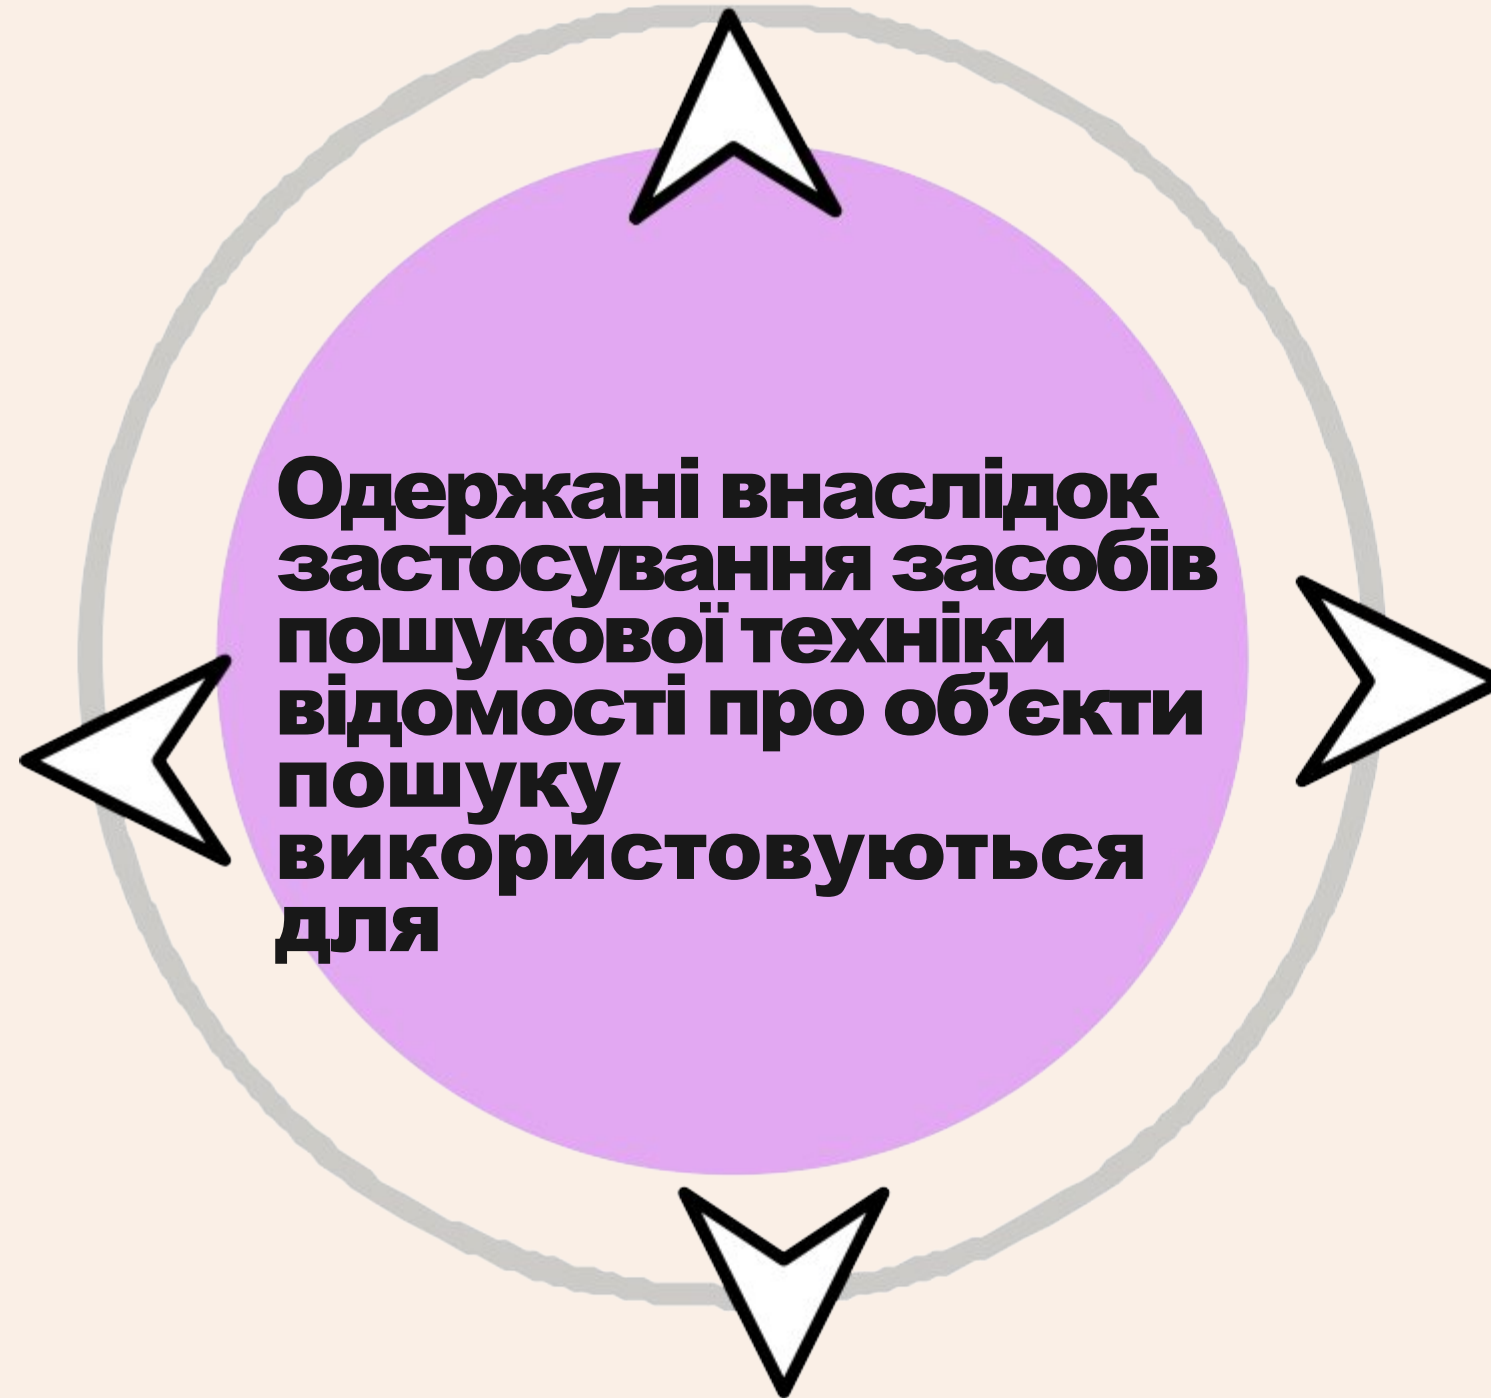 Одержані внаслідок
застосування засобів
пошукової техніки
відомості про об’єкти
пошуку
використовуються
для